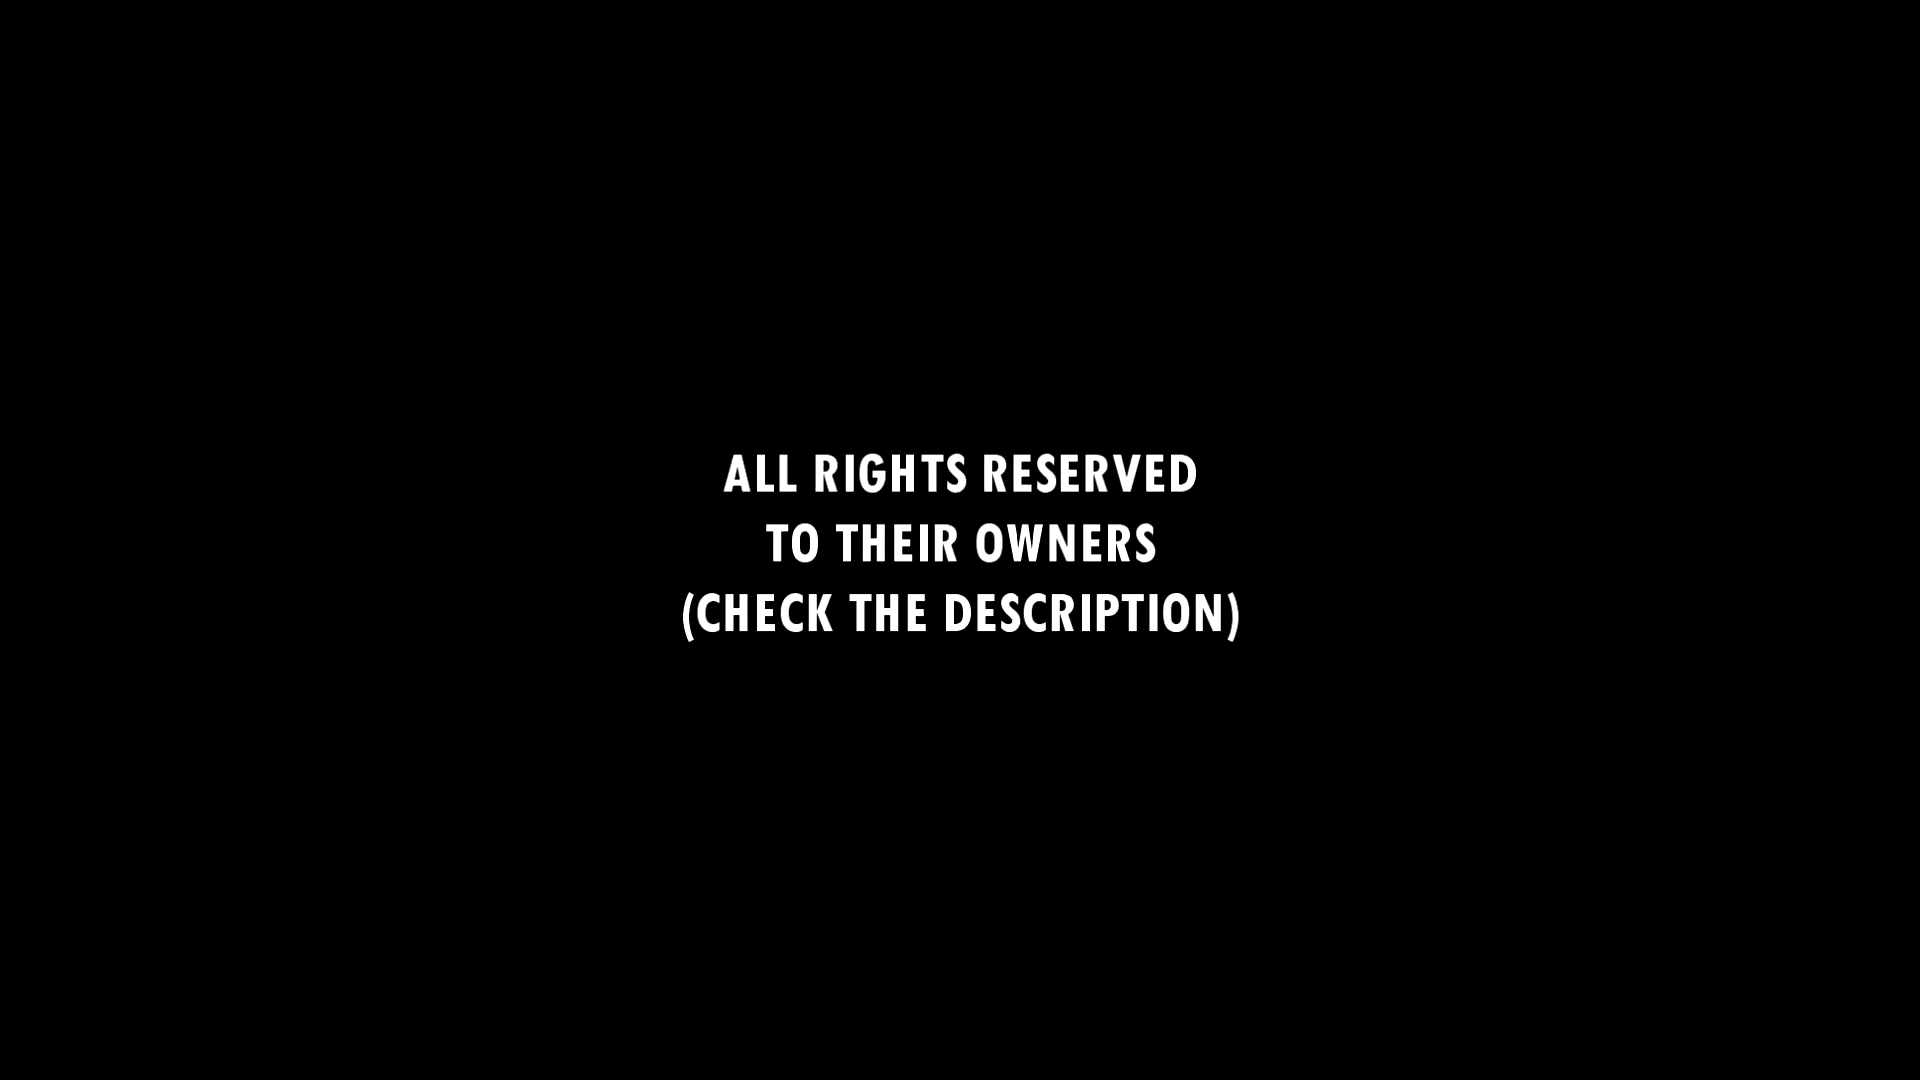 ALL RIGHTS RESERVED
TO THEIR OWNERS
(CHECK THE DESCRIPTION)